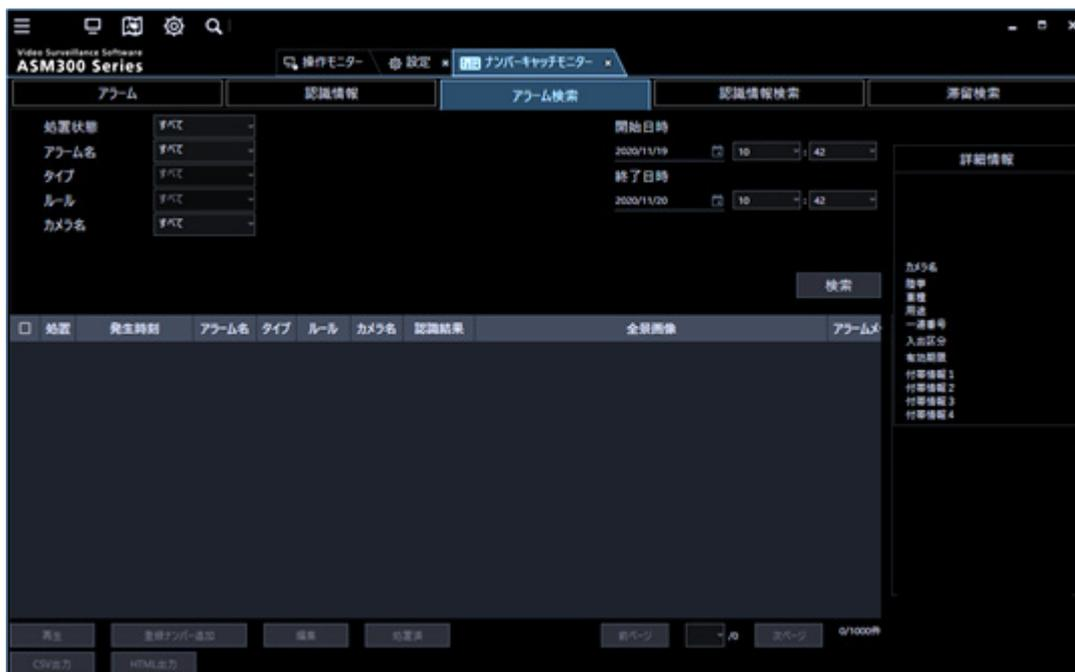 Video Surveillance Software
ASM300 Series
操作モニター
設定
ナンバーキャッチモニター
アラーム
認識情報
アラーム検索
認識情報検索
滞留検索
処置状態 すべて
アラーム名 すべて
タイプ すべて
ルール すべて
カメラ名 すべて
開始日時
2020/11/19 10 : 42
終了日時
2020/11/20 10 : 42
検索
処置 発生時刻 アラーム名 タイプ ルール カメラ名 認識結果 全景画像 アラームメ
詳細情報
カメラ名
陸事
車種
用途
一連番号
入出区分
有効期限
付帯情報1
付帯情報2
付帯情報3
付帯情報4
再生 登録ナンバー追加 編集 処置済 前ページ /0 次ページ 0/1000件
CSV出力 HTML出力